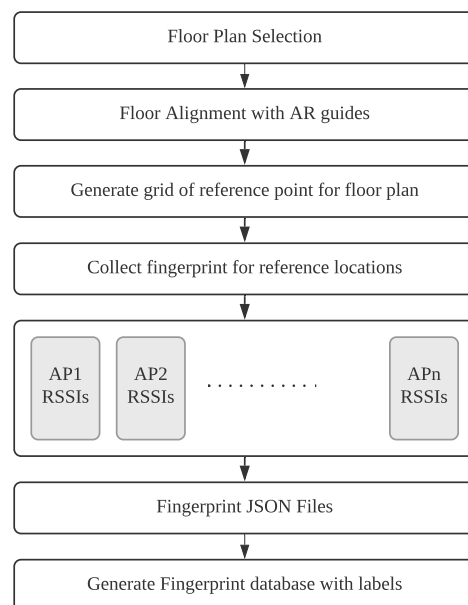 Floor Plan Selection
Floor Alignment with AR guides
Generate grid of reference point for floor plan
Collect fingerprint for reference locations
AP1 AP2 . . . . . . . . . . . APn
RSSIs RSSIs RSSIs
Fingerprint JSON Files
Generate Fingerprint database with labels